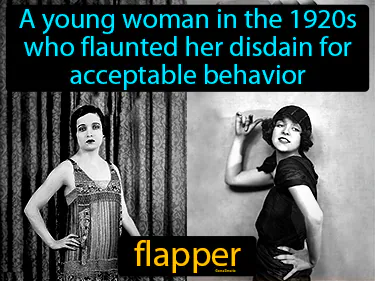 A young woman in the 1920s
who flaunted her disdain for
acceptable behavior
flapper